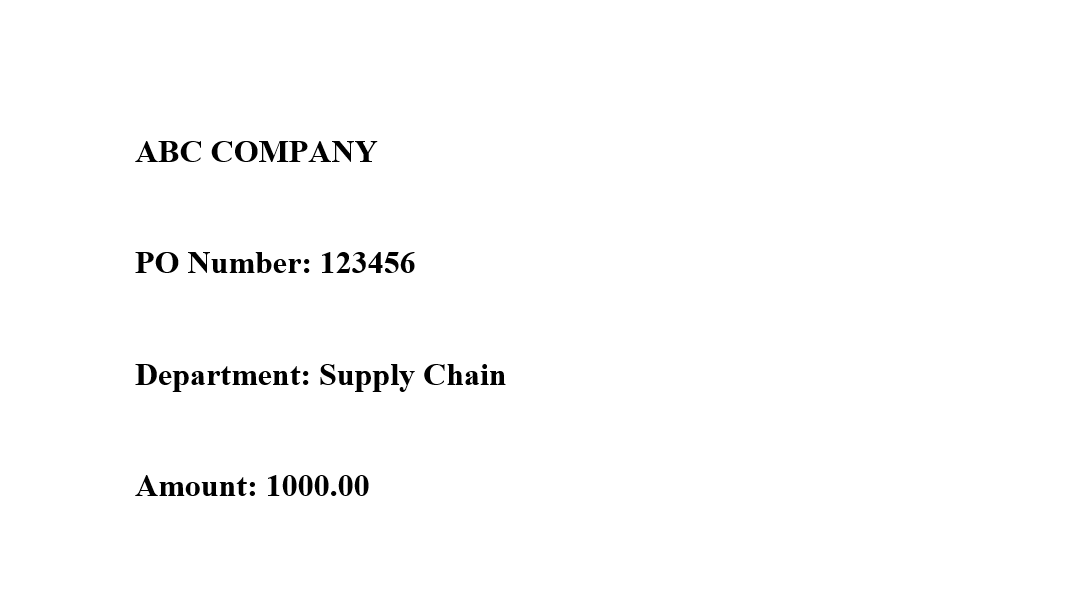 ABC COMPANY
PO Number: 123456
Department: Supply Chain
Amount: 1000.00